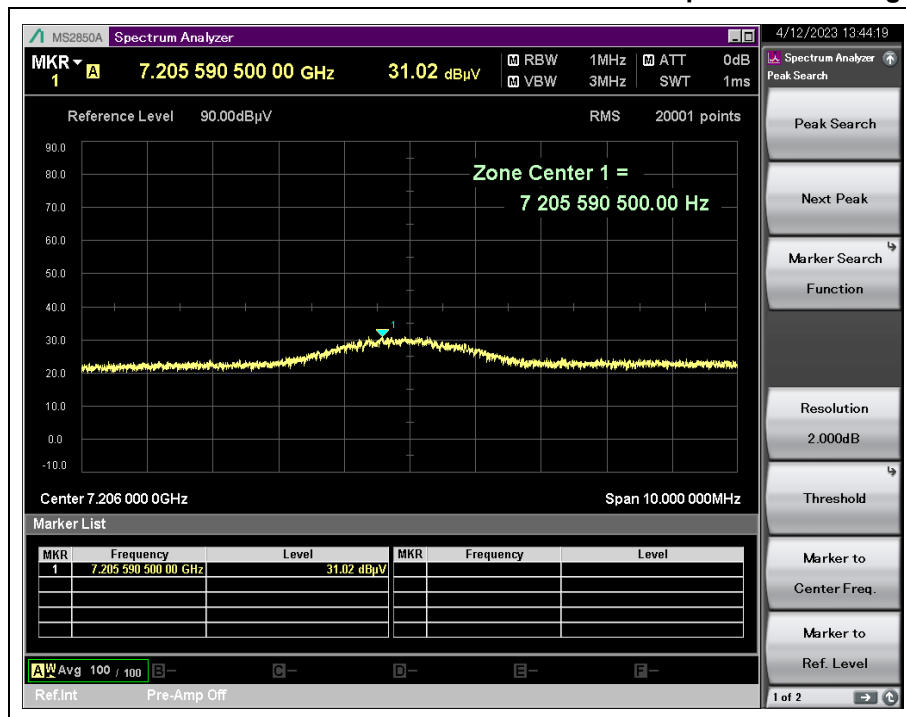 MS2850A Spectrum Analyzer
4/12/2023 13:44:19
MKR 1 A 7.205 590 500 00 GHz 31.02 dBµV
M RBW 1MHz M ATT 0dB
M VBW 3MHz SWT 1ms
Spectrum Analyzer
Peak Search
Reference Level 90.00dBµV RMS 20001 points
90.0
80.0
70.0
60.0
50.0
40.0
30.0
20.0
10.0
0.0
-10.0
Zone Center 1 =
7 205 590 500.00 Hz
1
Center 7.206 000 0GHz Span 10.000 000MHz
Marker List
MKR Frequency Level MKR Frequency Level
1 7.205 590 500 00 GHz 31.02 dBµV
A W Avg 100 / 100 B- C- D- E- F-
Ref.Int Pre-Amp Off
Peak Search
Next Peak
Marker Search
Function
Resolution
2.000dB
Threshold
Marker to
Center Freq.
Marker to
Ref. Level
1 of 2